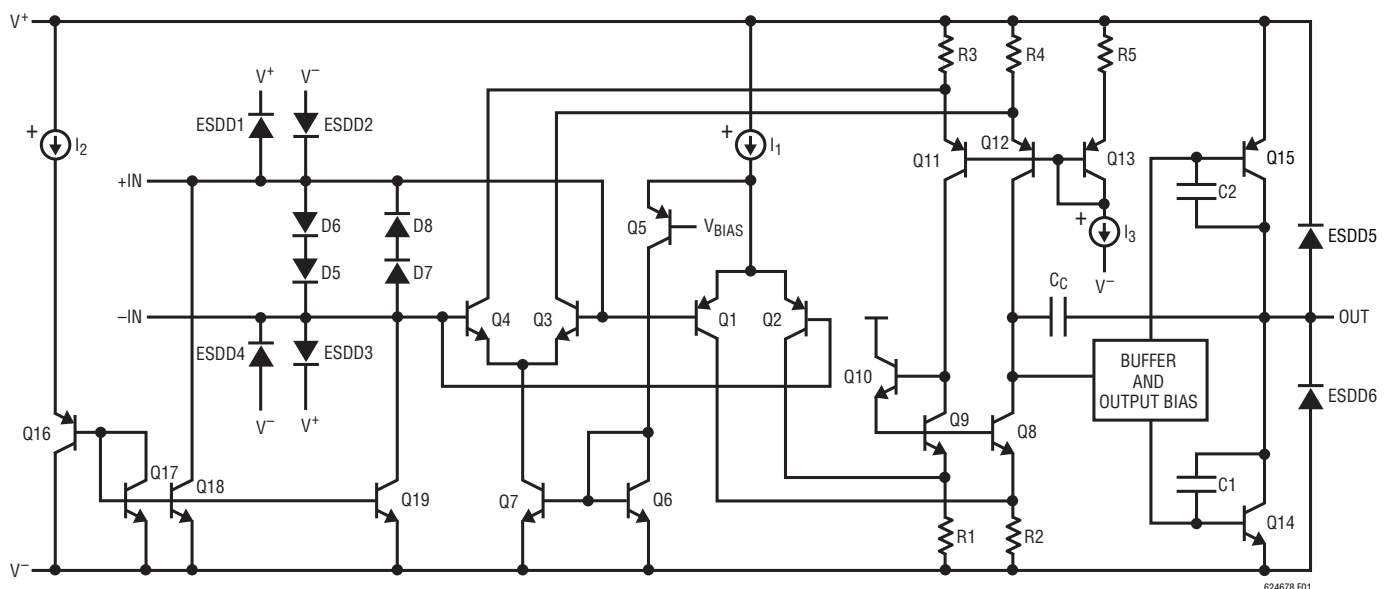 V+
R3
R4
R5
V+
V−
ESDD1
ESDD2
+
I2
+
I1
Q11
Q12
Q13
Q15
C2
+IN
D6
D8
Q5
VBIAS
+
I3
ESDD5
D5
D7
V−
CC
−IN
Q4
Q3
Q1
Q2
OUT
ESDD4
ESDD3
Q10
BUFFER
AND
OUTPUT BIAS
ESDD6
V−
V+
Q16
Q9
Q8
Q17
Q18
Q19
Q7
Q6
C1
Q14
R1
R2
V−
624678 F01